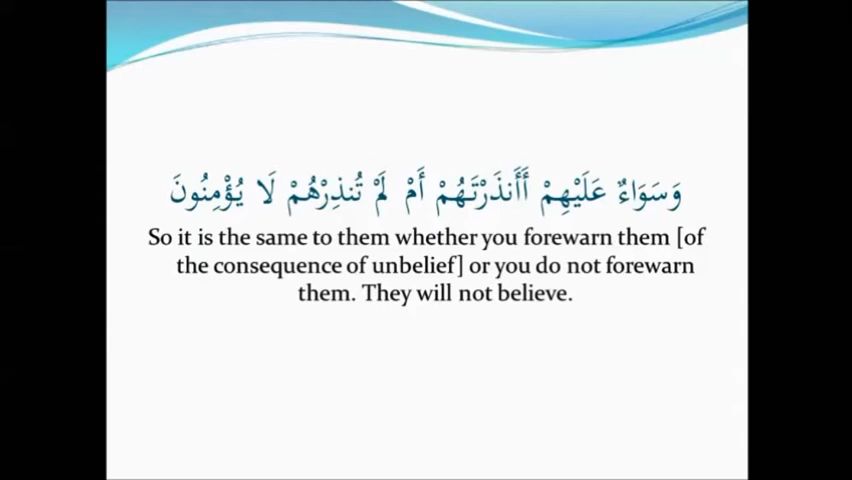 وَسَوَاءٌ عَلَيْهِمْ أَأَنذَرْتَهُمْ أَمْ لَمْ تُنذِرْهُمْ لَا يُؤْمِنُونَ
So it is the same to them whether you forewarn them [of
the consequence of unbelief] or you do not forewarn
them. They will not believe.